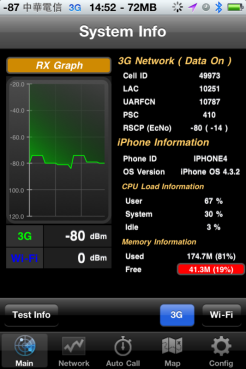 -87 中華電信 3G 14:52 - 72MB
System Info
RX Graph
-20.0
-40.0
-60.0
-80.0
-100.0
-120.0
3G -80 dBm
Wi-Fi 0 dBm
3G Network ( Data On )
Cell ID 49973
LAC 10251
UARFCN 10787
PSC 410
RSCP (EcNo) -80 ( -14 )
iPhone Information
Phone ID IPHONE4
OS Version iPhone OS 4.3.2
CPU Load Information
User 67 %
System 30 %
Idle 3 %
Memory Information
Used 174.7M (81%)
Free 41.3M (19%)
Test Info 3G Wi-Fi
Main Network Auto Call Map Config